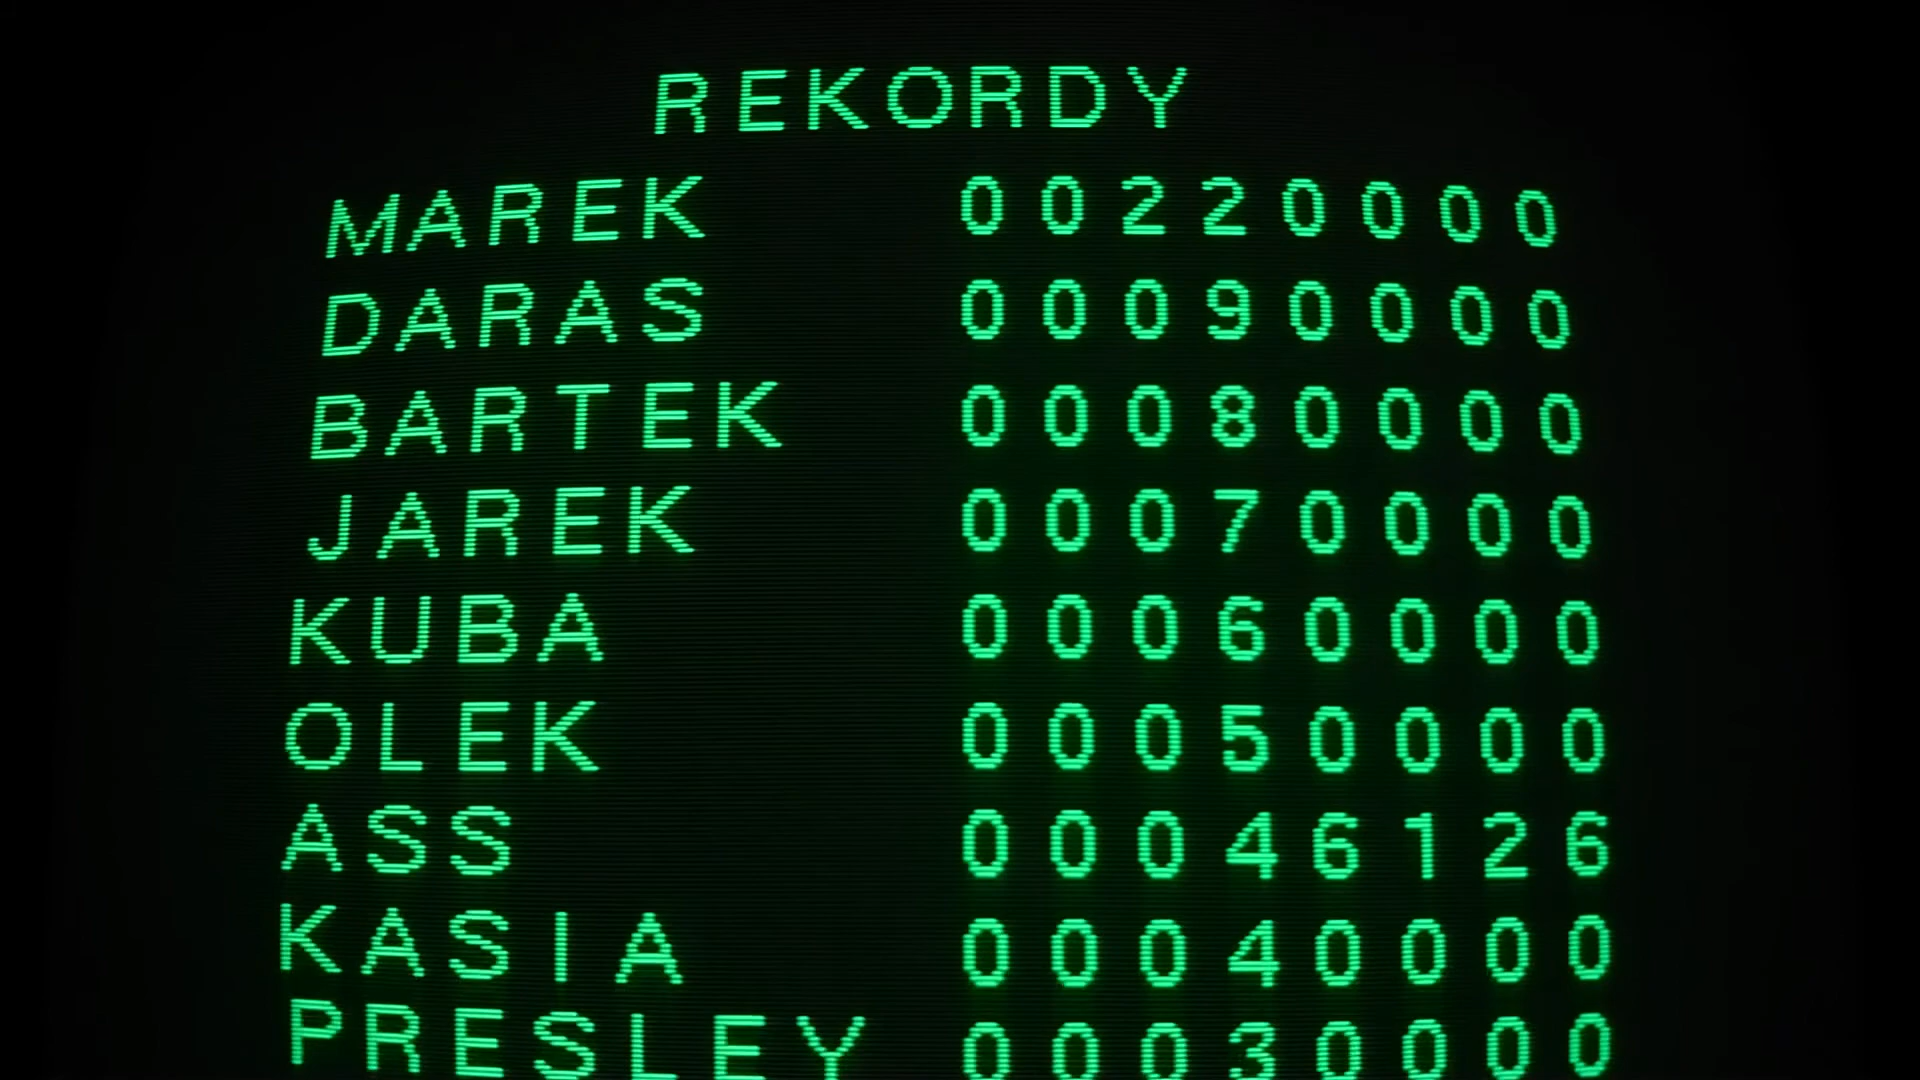 REKORDY
MAREK 00220000
DARAS 00090000
BARTEK 00080000
JAREK 00070000
KUBA 00060000
OLEK 00050000
ASS 00046126
KASIA 00040000
PRESLEY 00030000